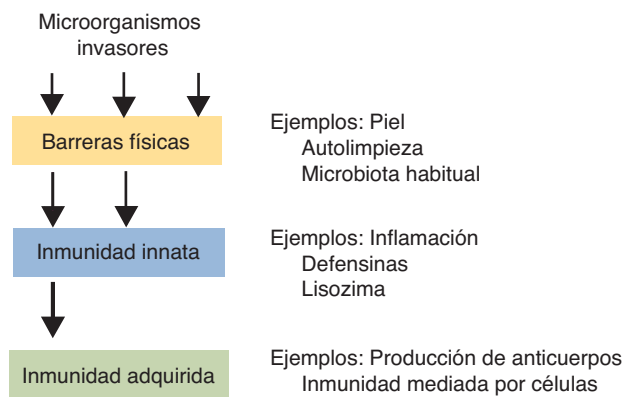 Microorganismos
invasores
Barreras físicas
Ejemplos: Piel
Autolimpieza
Microbiota habitual
Inmunidad innata
Ejemplos: Inflamación
Defensinas
Lisozima
Inmunidad adquirida
Ejemplos: Producción de anticuerpos
Inmunidad mediada por células